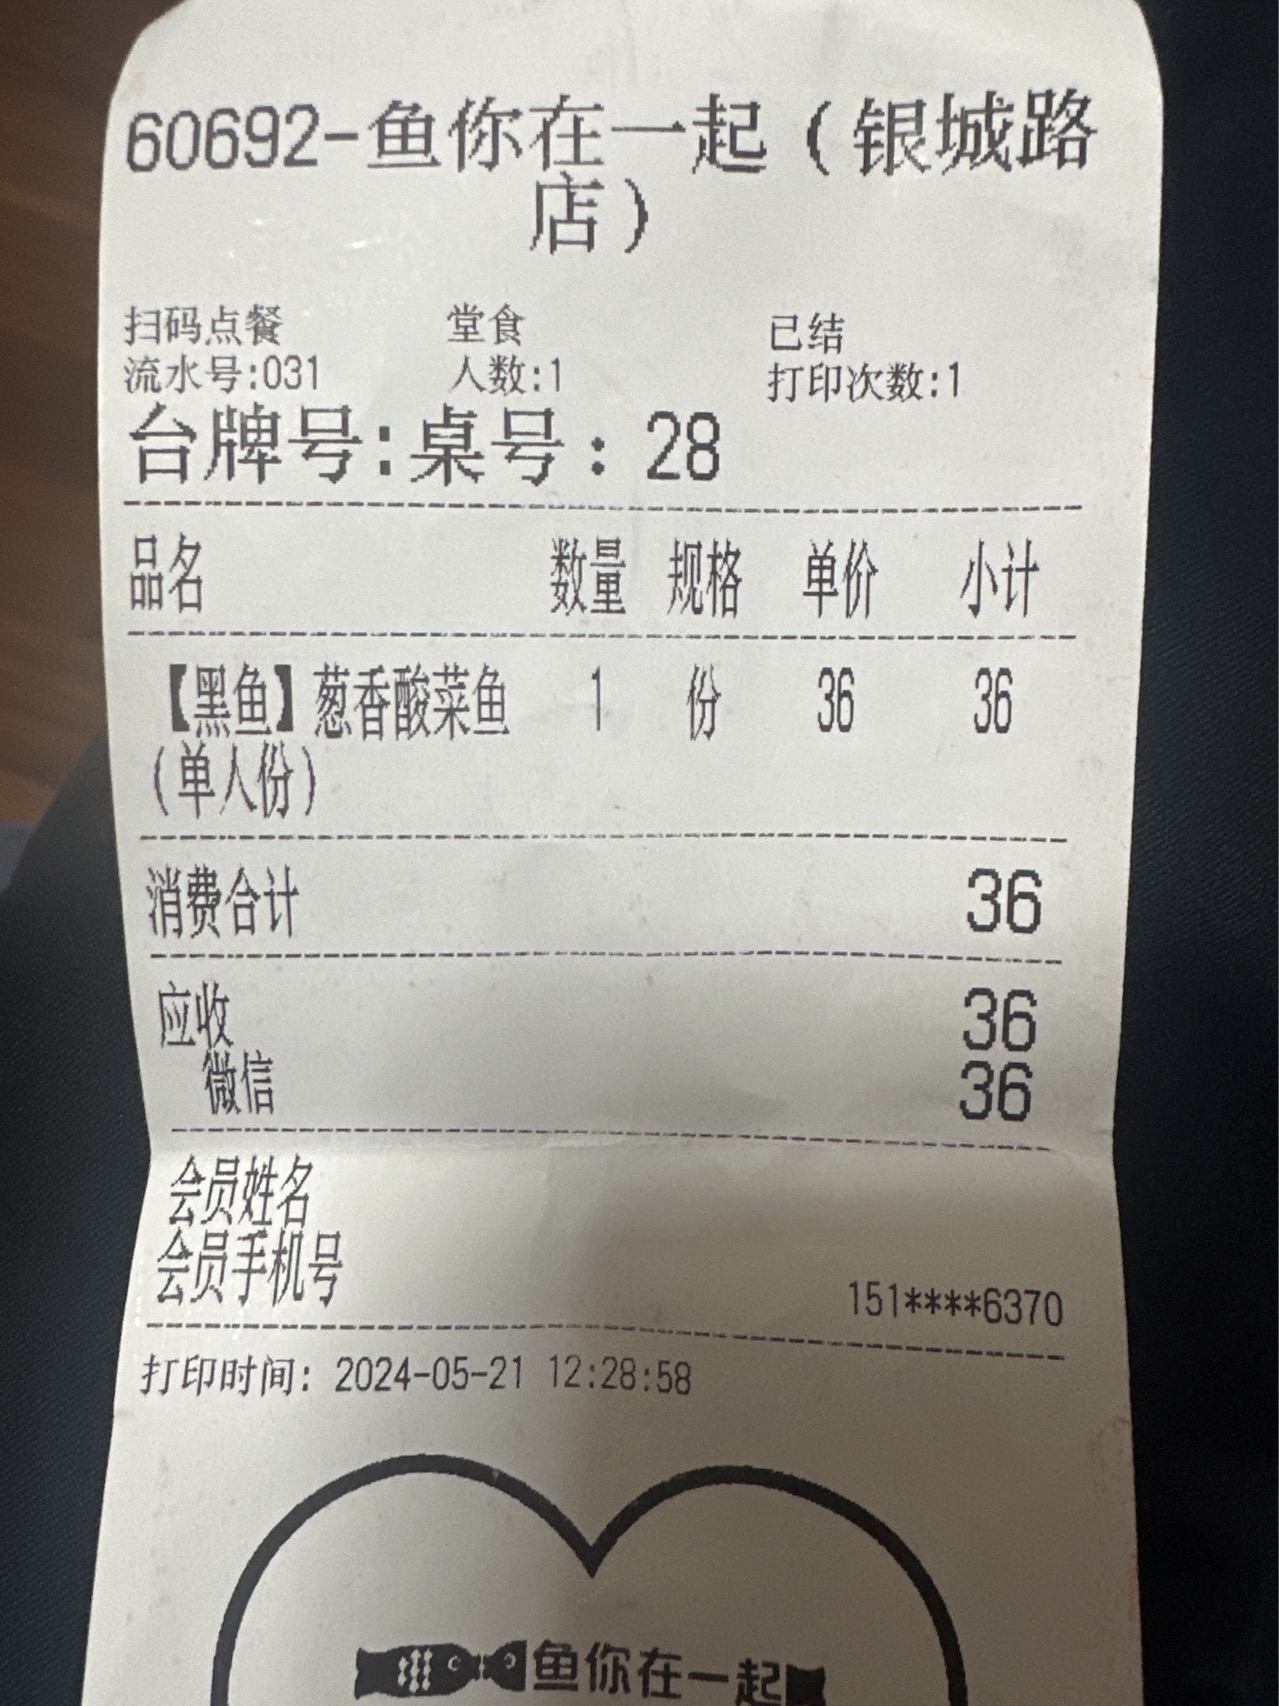 60692-鱼你在一起（银城路
店）
扫码点餐 堂食 已结
流水号:031 人数:1 打印次数:1
台牌号:桌号：28
品名 数量 规格 单价 小计
【黑鱼】葱香酸菜鱼 1 份 36 36
（单人份）
消费合计 36
应收 36
微信 36
会员姓名
会员手机号
151****6370
打印时间: 2024-05-21 12:28:58
鱼你在一起